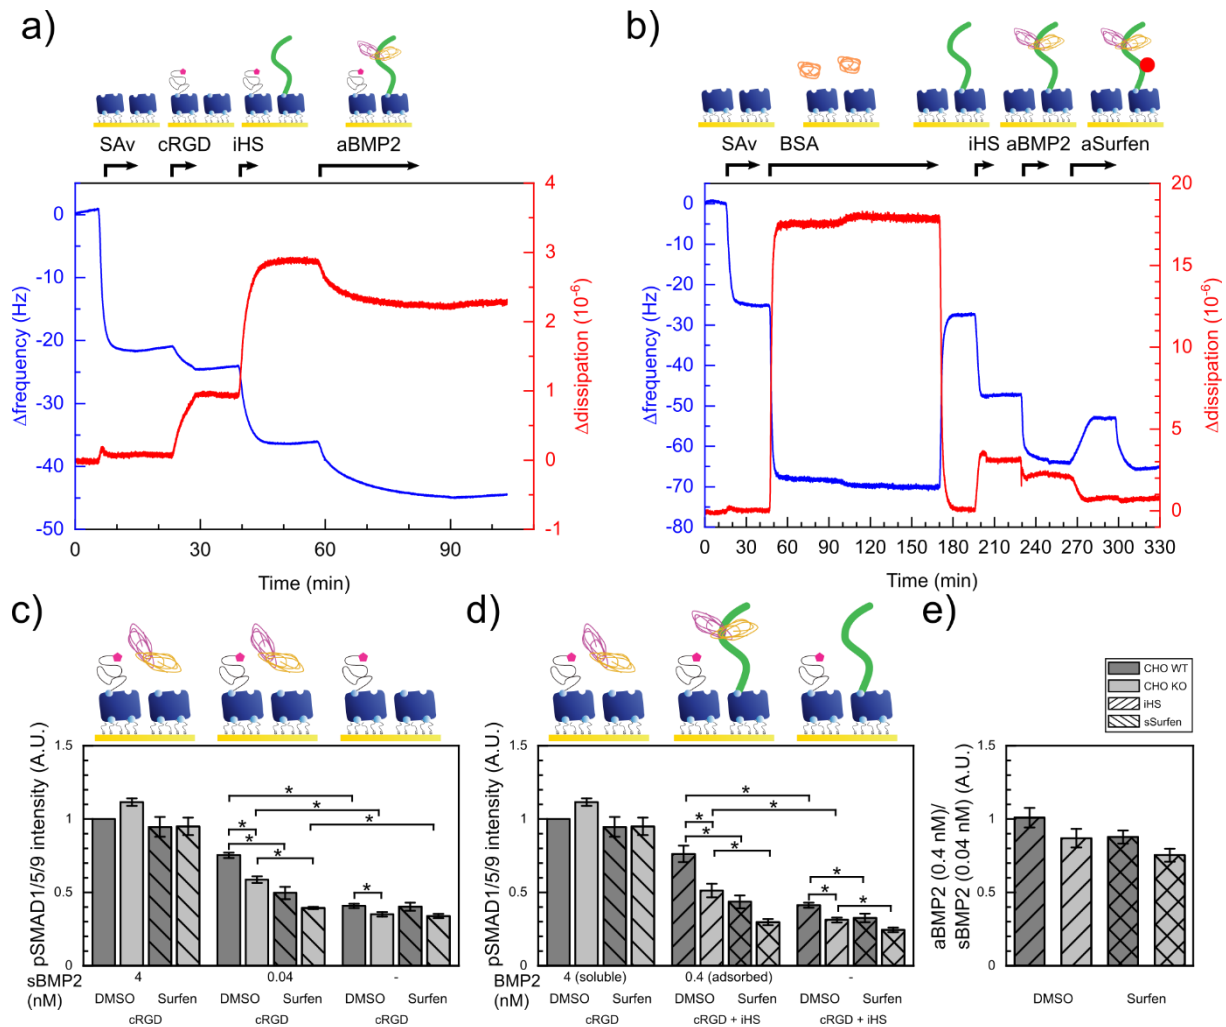 a)
SAv cRGD iHS aBMP2
4
3
2
1
0
-1
0
-10
-20
-30
-40
-50
0 30 60 90
Δfrequency (Hz)
Δdissipation (10-6)
Time (min)
b)
SAv BSA iHS aBMP2 aSurfen
0
-10
-20
-30
-40
-50
-60
-70
-80
20
18
12
6
0
0 30 60 90 120 150 180 210 240 270 300 330
Δfrequency (Hz)
Δdissipation (10-6)
Time (min)
c)
pSMAD1/5/9 intensity (A.U.)
1.5
1
0.5
0
* * * * * * *
sBMP2 (nM)
4 0.04 -
DMSO Surfen DMSO Surfen DMSO Surfen
cRGD cRGD cRGD
d)
pSMAD1/5/9 intensity (A.U.)
1.5
1
0.5
0
* * * * * * * *
BMP2 (nM)
4 (soluble) 0.4 (adsorbed) -
DMSO Surfen DMSO Surfen DMSO Surfen
cRGD cRGD + iHS cRGD + iHS
e)
CHO WT
CHO KO
iHS
sSurfen
aBMP2 (0.4 nM)/
sBMP2 (0.04 nM) (A.U.)
1.5
1
0.5
0
DMSO Surfen